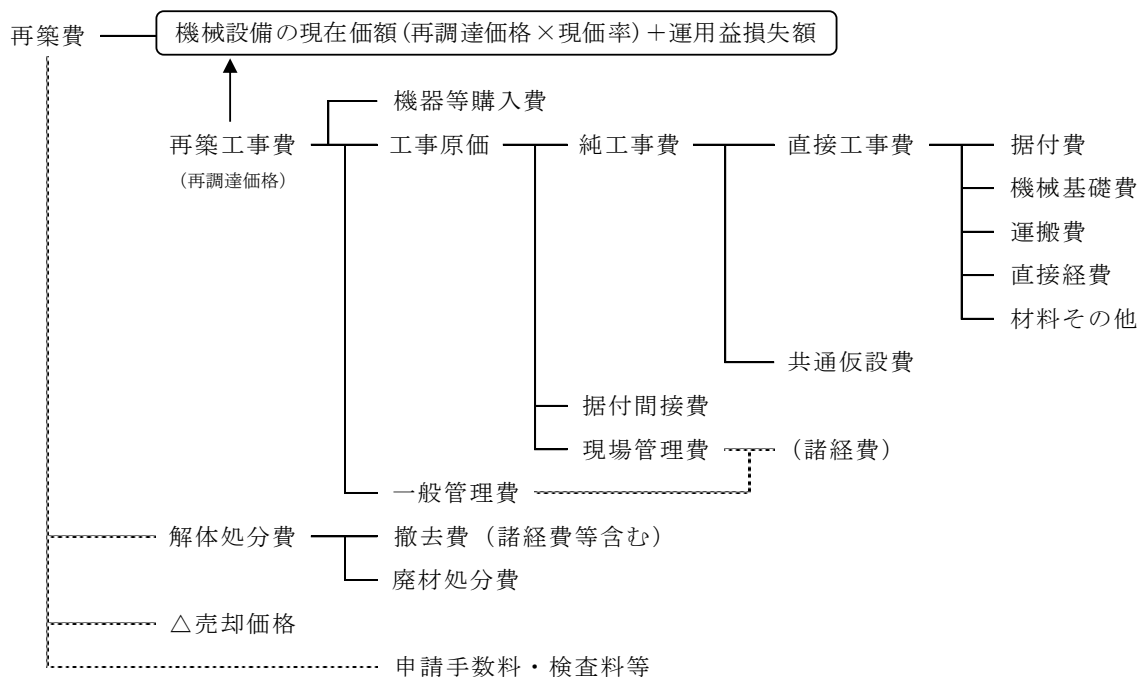 再築費
機械設備の現在価額(再調達価格×現価率)＋運用益損失額
機器等購入費
再築工事費 工事原価 純工事費 直接工事費 据付費
(再調達価格) 機械基礎費
運搬費
直接経費
材料その他
共通仮設費
据付間接費
現場管理費 (諸経費)
一般管理費
解体処分費 撤去費（諸経費等含む）
廃材処分費
△売却価格
申請手数料・検査料等